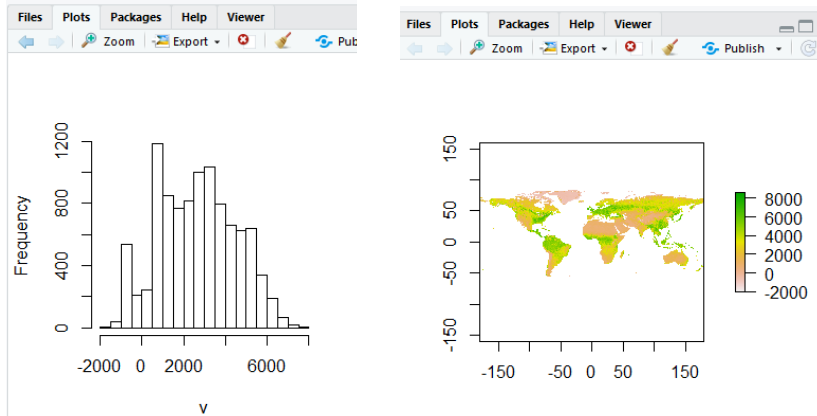 Files Plots Packages Help Viewer
Zoom Export Pub
1200
800
400
0
Frequency
-2000 0 2000 6000
v
Files Plots Packages Help Viewer
Zoom Export Publish
150
50
0
-50
-150
-150 -50 0 50 150
8000
6000
4000
2000
0
-2000